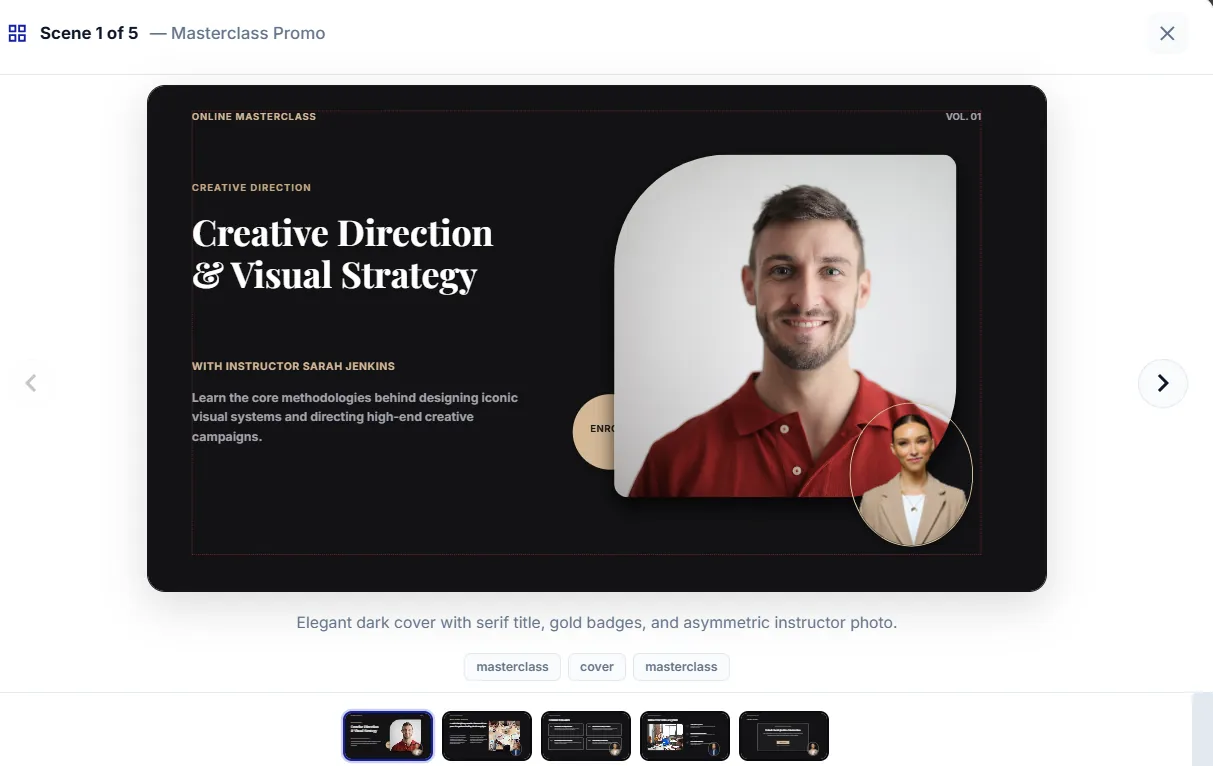 Scene 1 of 5 — Masterclass Promo
ONLINE MASTERCLASS
VOL. 01
CREATIVE DIRECTION
Creative Direction
& Visual Strategy
WITH INSTRUCTOR SARAH JENKINS
Learn the core methodologies behind designing iconic
visual systems and directing high-end creative
campaigns.
Elegant dark cover with serif title, gold badges, and asymmetric instructor photo.
masterclass
cover
masterclass